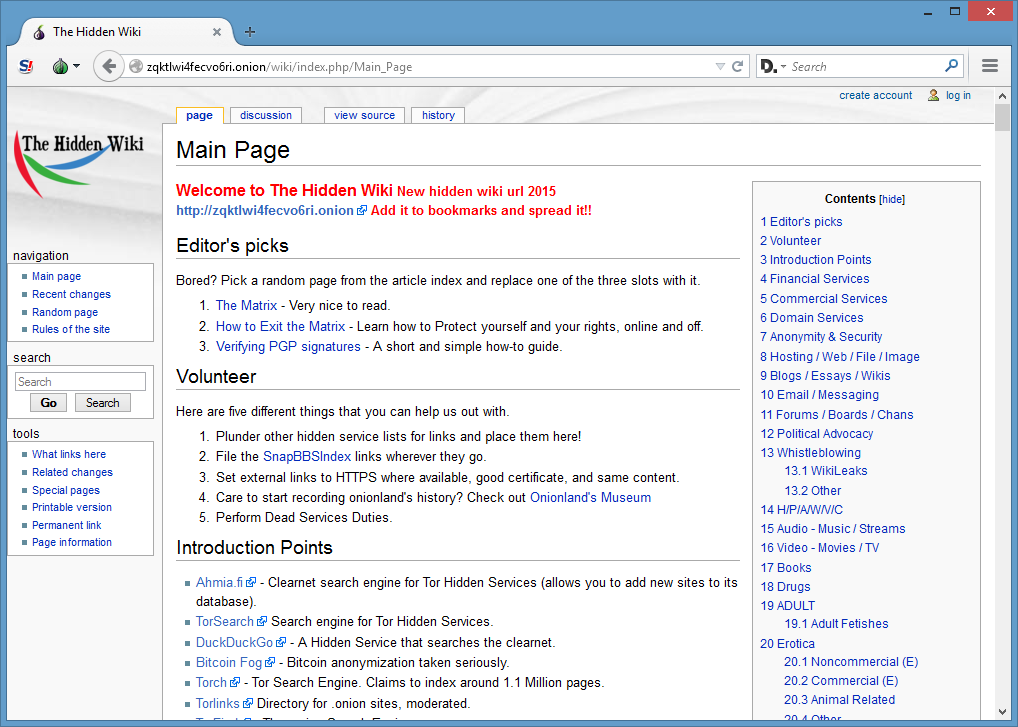 The Hidden Wiki
S!
zqktlwi4fecvo6ri.onion/wiki/index.php/Main_Page
D.
Search
create account
log in
page
discussion
view source
history
The Hidden Wiki
navigation
Main page
Recent changes
Random page
Rules of the site
search
Search
Go
Search
tools
What links here
Related changes
Special pages
Printable version
Permanent link
Page information
Main Page
Welcome to The Hidden Wiki New hidden wiki url 2015
http://zqktlwi4fecvo6ri.onion Add it to bookmarks and spread it!!
Editor's picks
Bored? Pick a random page from the article index and replace one of the three slots with it.
1. The Matrix - Very nice to read.
2. How to Exit the Matrix - Learn how to Protect yourself and your rights, online and off.
3. Verifying PGP signatures - A short and simple how-to guide.
Volunteer
Here are five different things that you can help us out with.
1. Plunder other hidden service lists for links and place them here!
2. File the SnapBBSIndex links wherever they go.
3. Set external links to HTTPS where available, good certificate, and same content.
4. Care to start recording onionland's history? Check out Onionland's Museum
5. Perform Dead Services Duties.
Introduction Points
Ahmia.fi - Clearnet search engine for Tor Hidden Services (allows you to add new sites to its
database).
TorSearch Search engine for Tor Hidden Services.
DuckDuckGo - A Hidden Service that searches the clearnet.
Bitcoin Fog - Bitcoin anonymization taken seriously.
Torch - Tor Search Engine. Claims to index around 1.1 Million pages.
Torlinks Directory for .onion sites, moderated.
Contents [hide]
1 Editor's picks
2 Volunteer
3 Introduction Points
4 Financial Services
5 Commercial Services
6 Domain Services
7 Anonymity & Security
8 Hosting / Web / File / Image
9 Blogs / Essays / Wikis
10 Email / Messaging
11 Forums / Boards / Chans
12 Political Advocacy
13 Whistleblowing
13.1 WikiLeaks
13.2 Other
14 H/P/A/W/V/C
15 Audio - Music / Streams
16 Video - Movies / TV
17 Books
18 Drugs
19 ADULT
19.1 Adult Fetishes
20 Erotica
20.1 Noncommercial (E)
20.2 Commercial (E)
20.3 Animal Related
20.4 Other